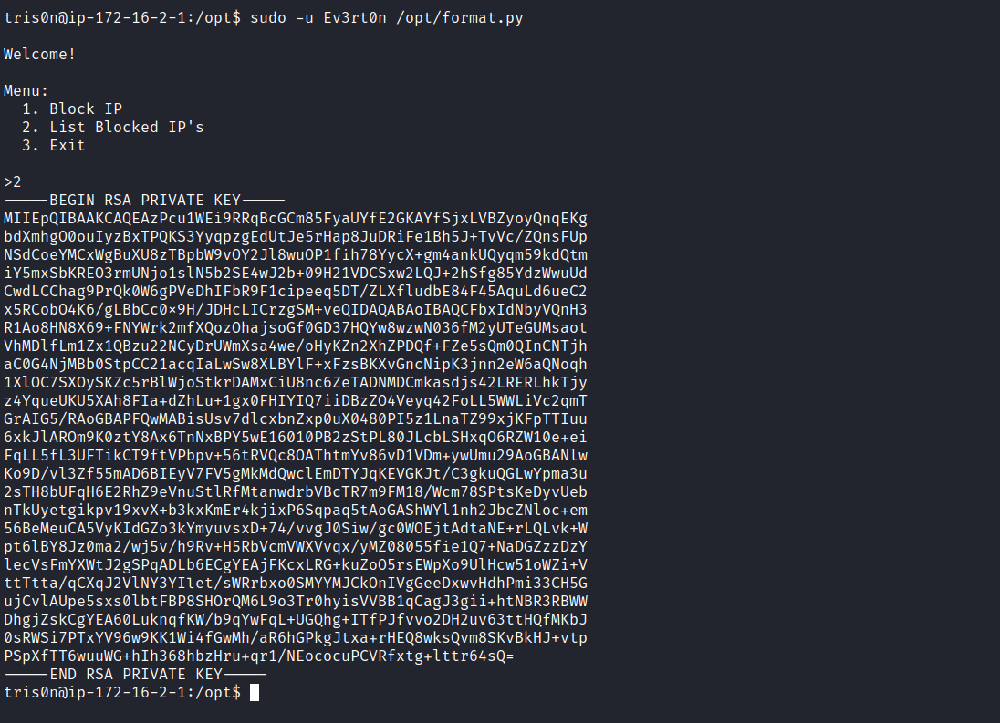 tris0n@ip-172-16-2-1:/opt$ sudo -u Ev3rt0n /opt/format.py
Welcome!
Menu:
1. Block IP
2. List Blocked IP's
3. Exit
>2
-----BEGIN RSA PRIVATE KEY-----
MIIEpQIBAAKCAQEAzPcu1WEi9RRqBcGCm85FyaUYfE2GKAYfSjxLVBZyoyQnqEKg
bdXmhgO0ouIyzBxTPQKS3YyqpzgEdUtJe5rHap8JuDRiFe1Bh5J+TvVc/ZQnsFUp
NSdCoeYMCxWgBuXU8zTBpbW9vOY2Jl8wuOP1fih78YycX+gm4ankUQyqm59kdQtm
iY5mxSbKREO3rmUNjo1slN5b2SE4wJ2b+09H21VDCSxw2LQJ+2hSfg85YdzWwuUd
CwdLCChag9PrQk0W6gPVeDhIFbR9F1cipeeq5DT/ZLXfludbE84F45AquLd6ueC2
x5RCobO4K6/gLBbCc0x9H/JDHcLICrzgSM+veQIDAQABAoIBAQCFbxIdNbyVQnH3
R1Ao8HN8X69+FNYWrk2mfXQozOhajsoGf0GD37HQYw8wzwN036fM2yUTeGUMsaot
VhMDlfLm1Zx1QBzu22NCyDrUWmXsa4we/oHyKZn2XhZPDQf+FZe5sQm0QInCNTjh
aC0G4NjMBb0StpCC21acqIaLwSw8XLBYlF+xFzsBKXvGncNipK3jnn2eW6aQNoqh
1XlOC7SXOySKZc5rBlWjoStkrDAMxCiU8nc6ZeTADNMDCmkasdjs42LRERLhkTjy
z4YqueUKU5XAh8FIa+dZhLu+1gx0FHIYIQ7iiDBzZO4Veyq42FoLL5WWLiVc2qmT
GrAIG5/RAoGBAPFQwMABisUsv7dlcxbnZxp0uX0480PI5z1LnaTZ99xjKFpTTIuu
6xkJlAROm9K0ztY8Ax6TnNxBPY5wE16010PB2zStPL80JLcbLSHxqO6RZW10e+ei
FqLL5fL3UFTikCT9ftVPbpv+56tRVQc8OAThtmYv86vD1VDm+ywUmu29AoGBANlw
Ko9D/vl3Zf55mAD6BIEyV7FV5gMkMdQwclEmDTYJqKEVGKJt/C3gkuQGLwYpma3u
2sTH8bUFqH6E2RhZ9eVnuStlRfMtanwdrbVBcTR7m9FM18/Wcm78SPtsKeDyvUeb
nTkUyetgikpv19xvX+b3kxKmEr4kjixP6Sqpaq5tAoGAShWYl1nh2JbcZNloc+em
56BeMeuCA5VyKIdGZo3kYmyuvsxD+74/vvgJ0Siw/gc0WOEjtAdtaNE+rLQLvk+W
pt6lBY8Jz0ma2/wj5v/h9Rv+H5RbVcmVWXVvqx/yMZ08055fie1Q7+NaDGZzzDzY
lecVsFmYXWtJ2gSPqADLb6ECgYEAjFKcxLRG+kuZoO5rsEWpXo9UlHcw51oWZi+V
ttTtta/qCXqJ2VlNY3YIlet/sWRrbxo0SMYYMJCkOnIVgGeeDxwvHdhPmi33CH5G
ujCvlAUpe5sxs0lbtFBP8SHOrQM6L9o3Tr0hyisVVBB1qCagJ3gii+htNBR3RBWW
DhgjZskCgYEA60LuknqfKW/b9qYwFqL+UGQhg+ITfPJfvvo2DH2uv63ttHQfMKbJ
0sRWSi7PTxYV96w9KK1Wi4fGwMh/aR6hGPkgJtxa+rHEQ8wksQvm8SKvBkHJ+vtp
PSpXfTT6wuuWG+hIh368hbzHru+qr1/NEococuPCVRfxtg+lttr64sQ=
-----END RSA PRIVATE KEY-----
tris0n@ip-172-16-2-1:/opt$